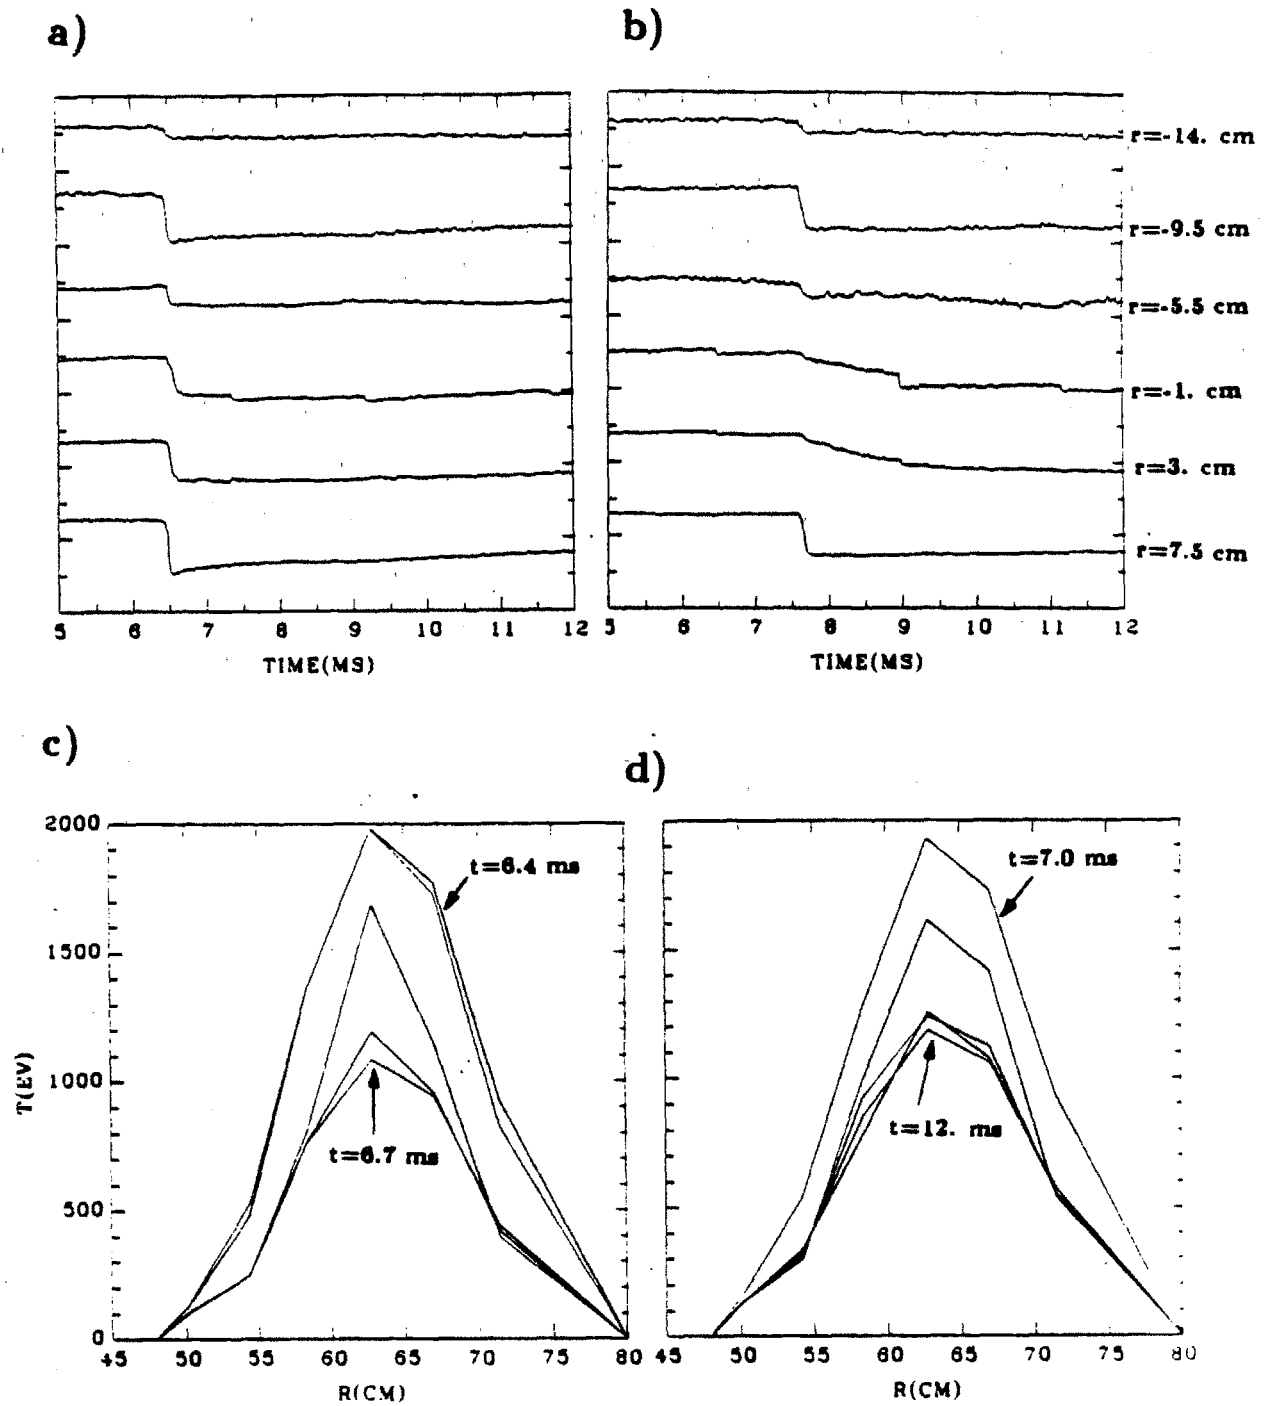 a)
b)
r=-14. cm
r=-9.5 cm
r=-5.5 cm
r=-1. cm
r=3. cm
r=7.5 cm
5 6 7 8 9 10 11 12
TIME(MS)
5 6 7 8 9 10 11 12
TIME(MS)
c)
d)
2000
1500
1000
500
0
T(EV)
t=6.4 ms
t=6.7 ms
45 50 55 60 65 70 75 80
R(CM)
t=7.0 ms
t=12. ms
45 50 55 60 65 70 75 80
R(CM)